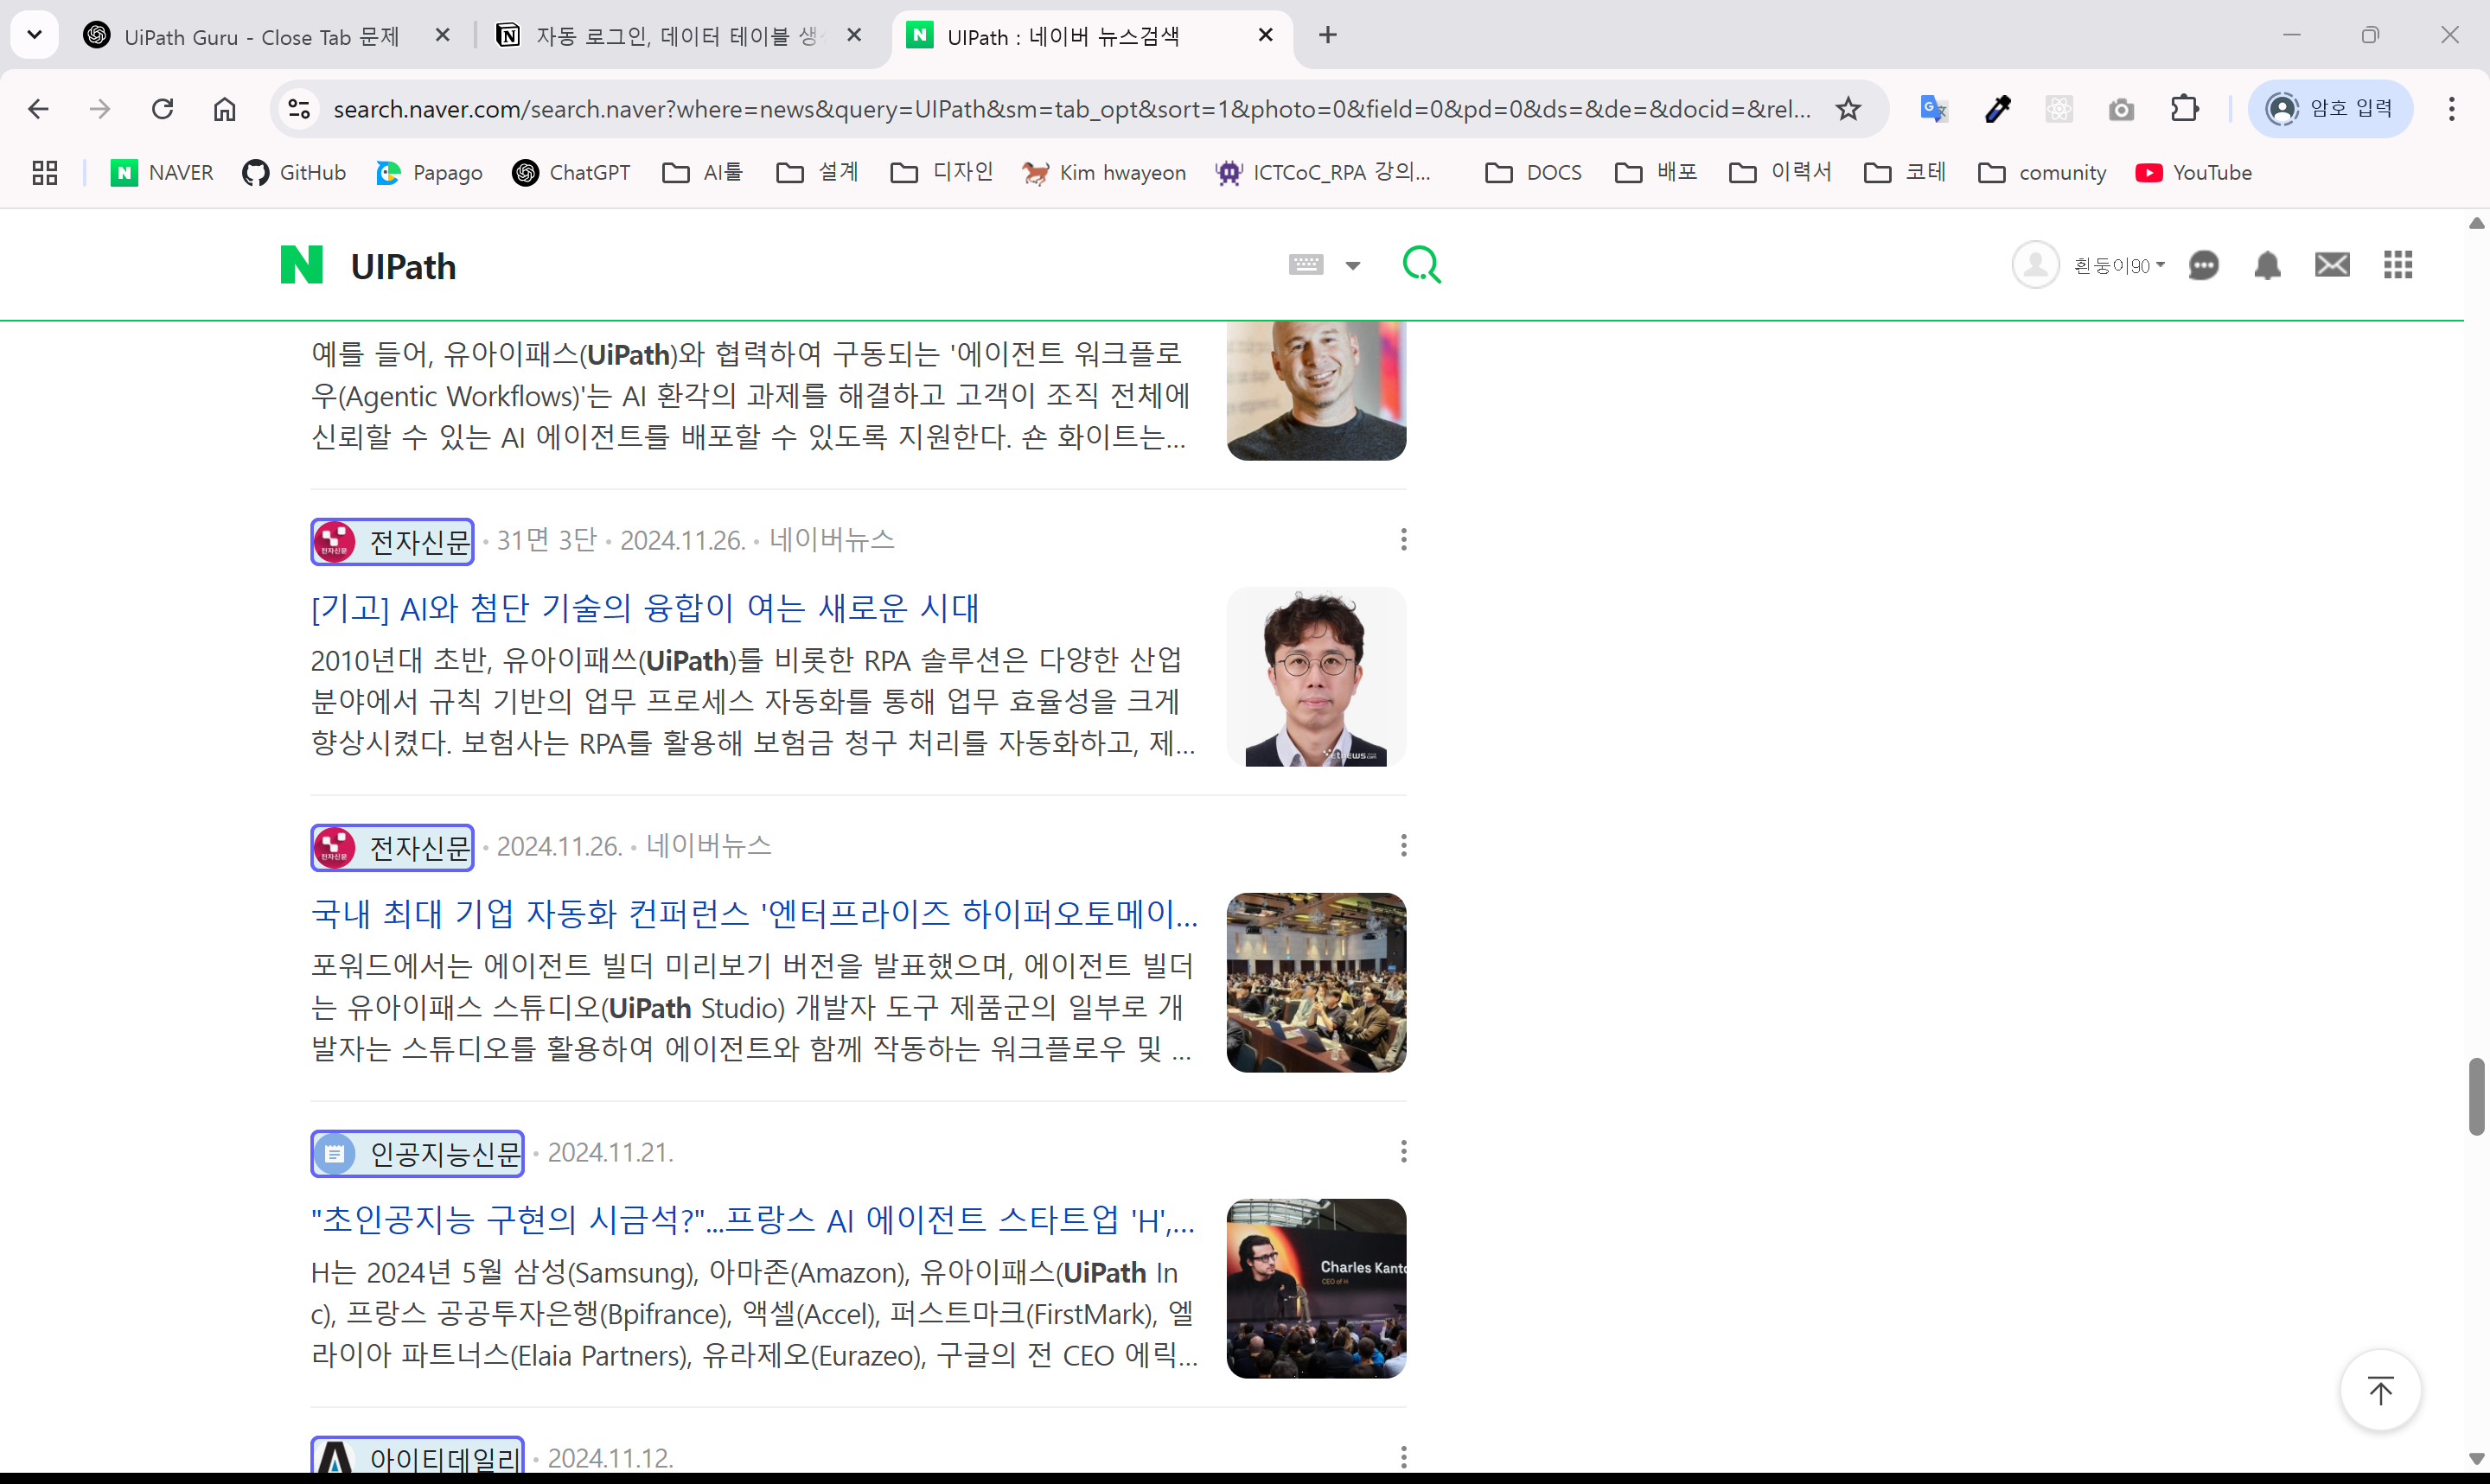 UiPath Guru - Close Tab 문제
자동 로그인, 데이터 테이블 생
UIPath : 네이버 뉴스검색
search.naver.com/search.naver?where=news&query=UIPath&sm=tab_opt&sort=1&photo=0&field=0&pd=0&ds=&de=&docid=&rel...
암호 입력
NAVER
GitHub
Papago
ChatGPT
AI툴
설계
디자인
Kim hwayeon
ICTCoC_RPA 강의...
DOCS
배포
이력서
코테
comunity
YouTube
UIPath
흰둥이90
예를 들어, 유아이패스(UiPath)와 협력하여 구동되는 '에이전트 워크플로
우(Agentic Workflows)'는 AI 환각의 과제를 해결하고 고객이 조직 전체에
신뢰할 수 있는 AI 에이전트를 배포할 수 있도록 지원한다. 숀 화이트는...
전자신문 · 31면 3단 · 2024.11.26. · 네이버뉴스
[기고] AI와 첨단 기술의 융합이 여는 새로운 시대
2010년대 초반, 유아이패쓰(UiPath)를 비롯한 RPA 솔루션은 다양한 산업
분야에서 규칙 기반의 업무 프로세스 자동화를 통해 업무 효율성을 크게
향상시켰다. 보험사는 RPA를 활용해 보험금 청구 처리를 자동화하고, 제...
전자신문 · 2024.11.26. · 네이버뉴스
국내 최대 기업 자동화 컨퍼런스 '엔터프라이즈 하이퍼오토메이...
포워드에서는 에이전트 빌더 미리보기 버전을 발표했으며, 에이전트 빌더
는 유아이패스 스튜디오(UiPath Studio) 개발자 도구 제품군의 일부로 개
발자는 스튜디오를 활용하여 에이전트와 함께 작동하는 워크플로우 및 ...
인공지능신문 · 2024.11.21.
"초인공지능 구현의 시금석?"...프랑스 AI 에이전트 스타트업 'H',...
Charles Kanto
CEO of H
H는 2024년 5월 삼성(Samsung), 아마존(Amazon), 유아이패스(UiPath In
c), 프랑스 공공투자은행(Bpifrance), 액셀(Accel), 퍼스트마크(FirstMark), 엘
라이아 파트너스(Elaia Partners), 유라제오(Eurazeo), 구글의 전 CEO 에릭...
아이티데일리 · 2024.11.12.